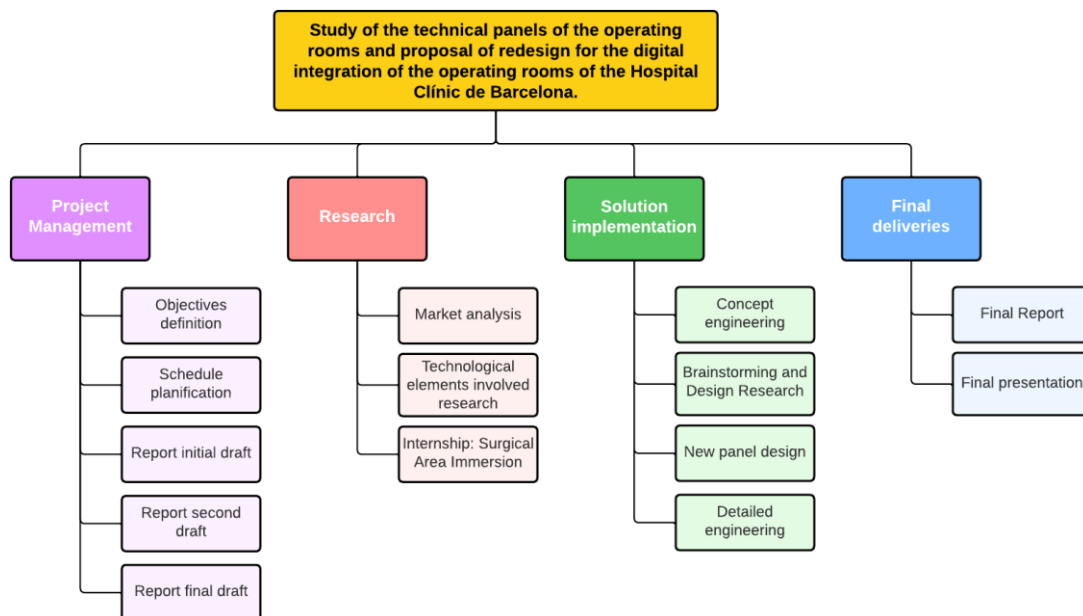 Study of the technical panels of the operating
rooms and proposal of redesign for the digital
integration of the operating rooms of the Hospital
Clínic de Barcelona.
Project
Management
Objectives
definition
Schedule
planification
Report initial draft
Report second
draft
Report final draft
Research
Market analysis
Technological
elements involved
research
Internship: Surgical
Area Immersion
Solution
implementation
Concept
engineering
Brainstorming and
Design Research
New panel design
Detailed
engineering
Final
deliveries
Final Report
Final presentation